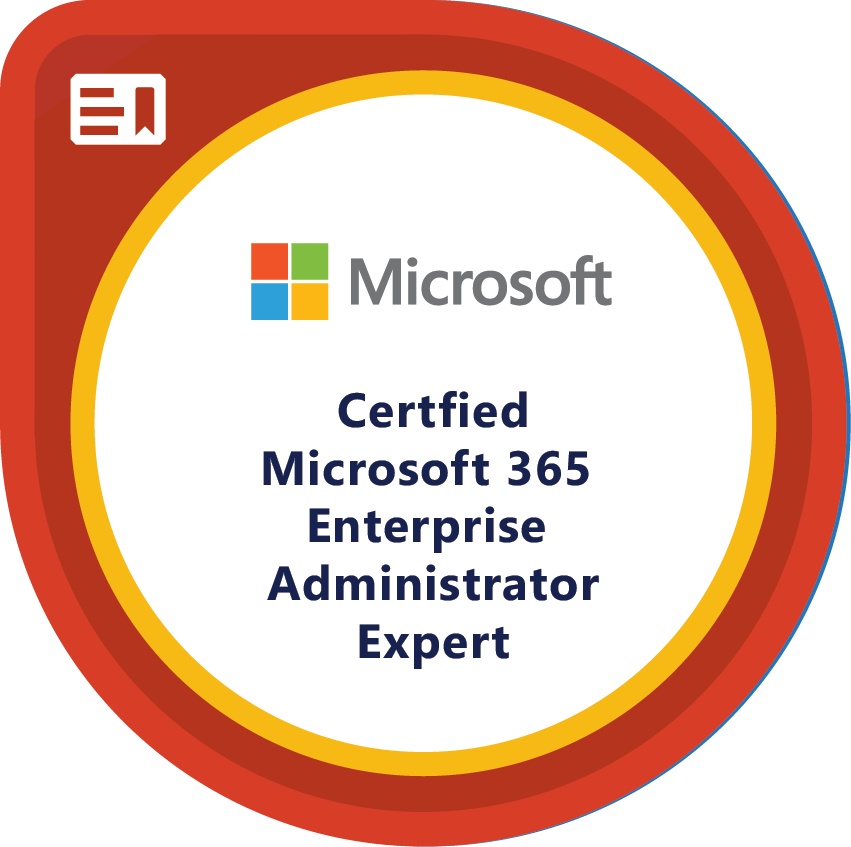 Microsoft
Certfied
Microsoft 365
Enterprise
Administrator
Expert